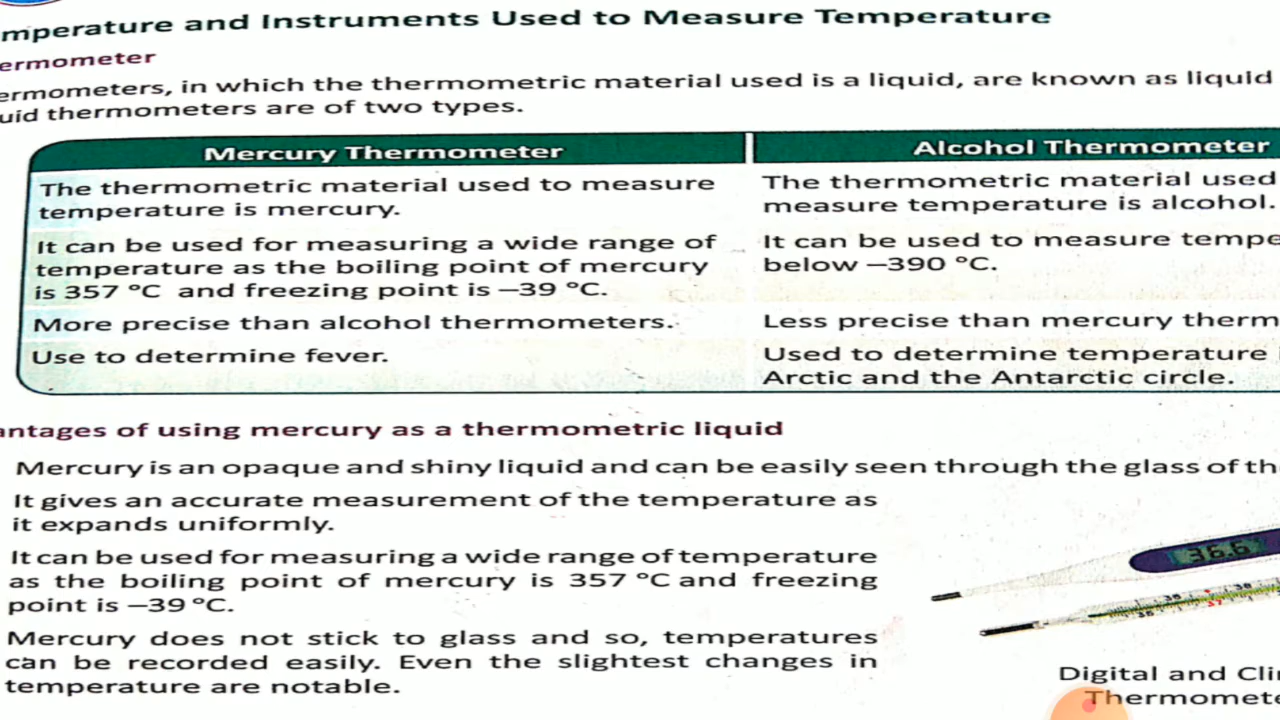 mperature and Instruments Used to Measure Temperature
ermometer
ermometers, in which the thermometric material used is a liquid, are known as liquid
uid thermometers are of two types.
Mercury Thermometer
Alcohol Thermometer
The thermometric material used to measure
temperature is mercury.
The thermometric material used
measure temperature is alcohol.
It can be used for measuring a wide range of
temperature as the boiling point of mercury
is 357 °C and freezing point is –39 °C.
It can be used to measure tempe
below –390 °C.
More precise than alcohol thermometers.
Less precise than mercury therm
Use to determine fever.
Used to determine temperature
Arctic and the Antarctic circle.
antages of using mercury as a thermometric liquid
Mercury is an opaque and shiny liquid and can be easily seen through the glass of th
It gives an accurate measurement of the temperature as
it expands uniformly.
It can be used for measuring a wide range of temperature
as the boiling point of mercury is 357 °C and freezing
point is –39 °C.
Mercury does not stick to glass and so, temperatures
can be recorded easily. Even the slightest changes in
temperature are notable.
36.6
37
Digital and Cli
Thermomete